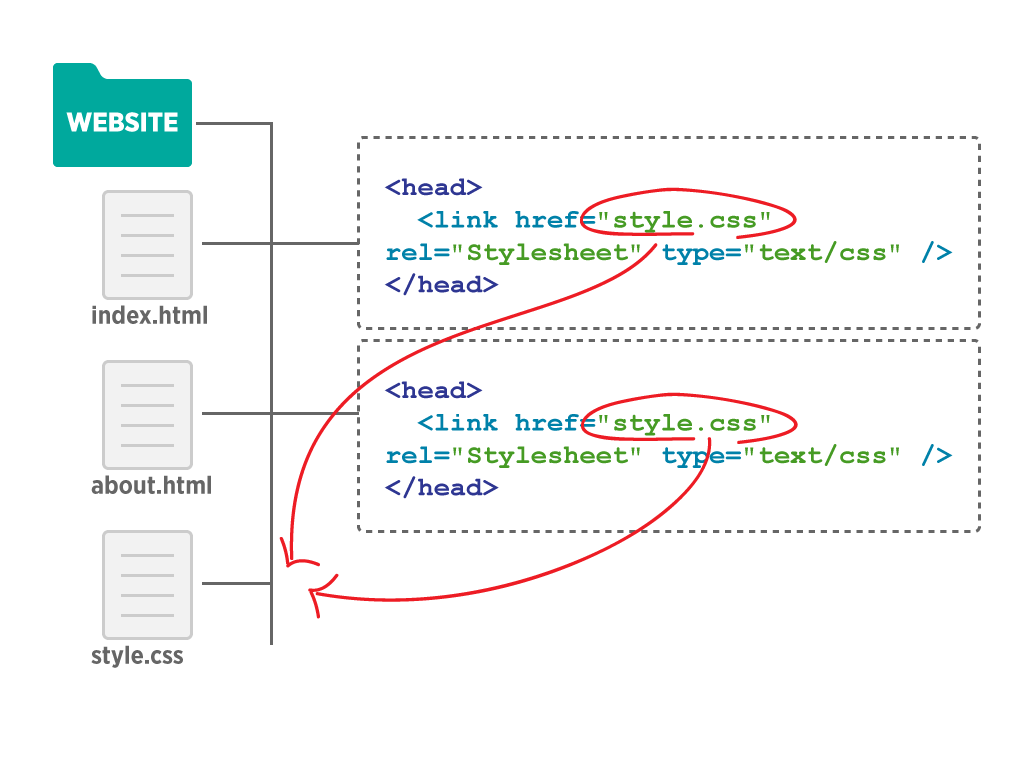 WEBSITE
<head>
<link href="style.css"
rel="Stylesheet" type="text/css" />
</head>
index.html
<head>
<link href="style.css"
rel="Stylesheet" type="text/css" />
</head>
about.html
style.css